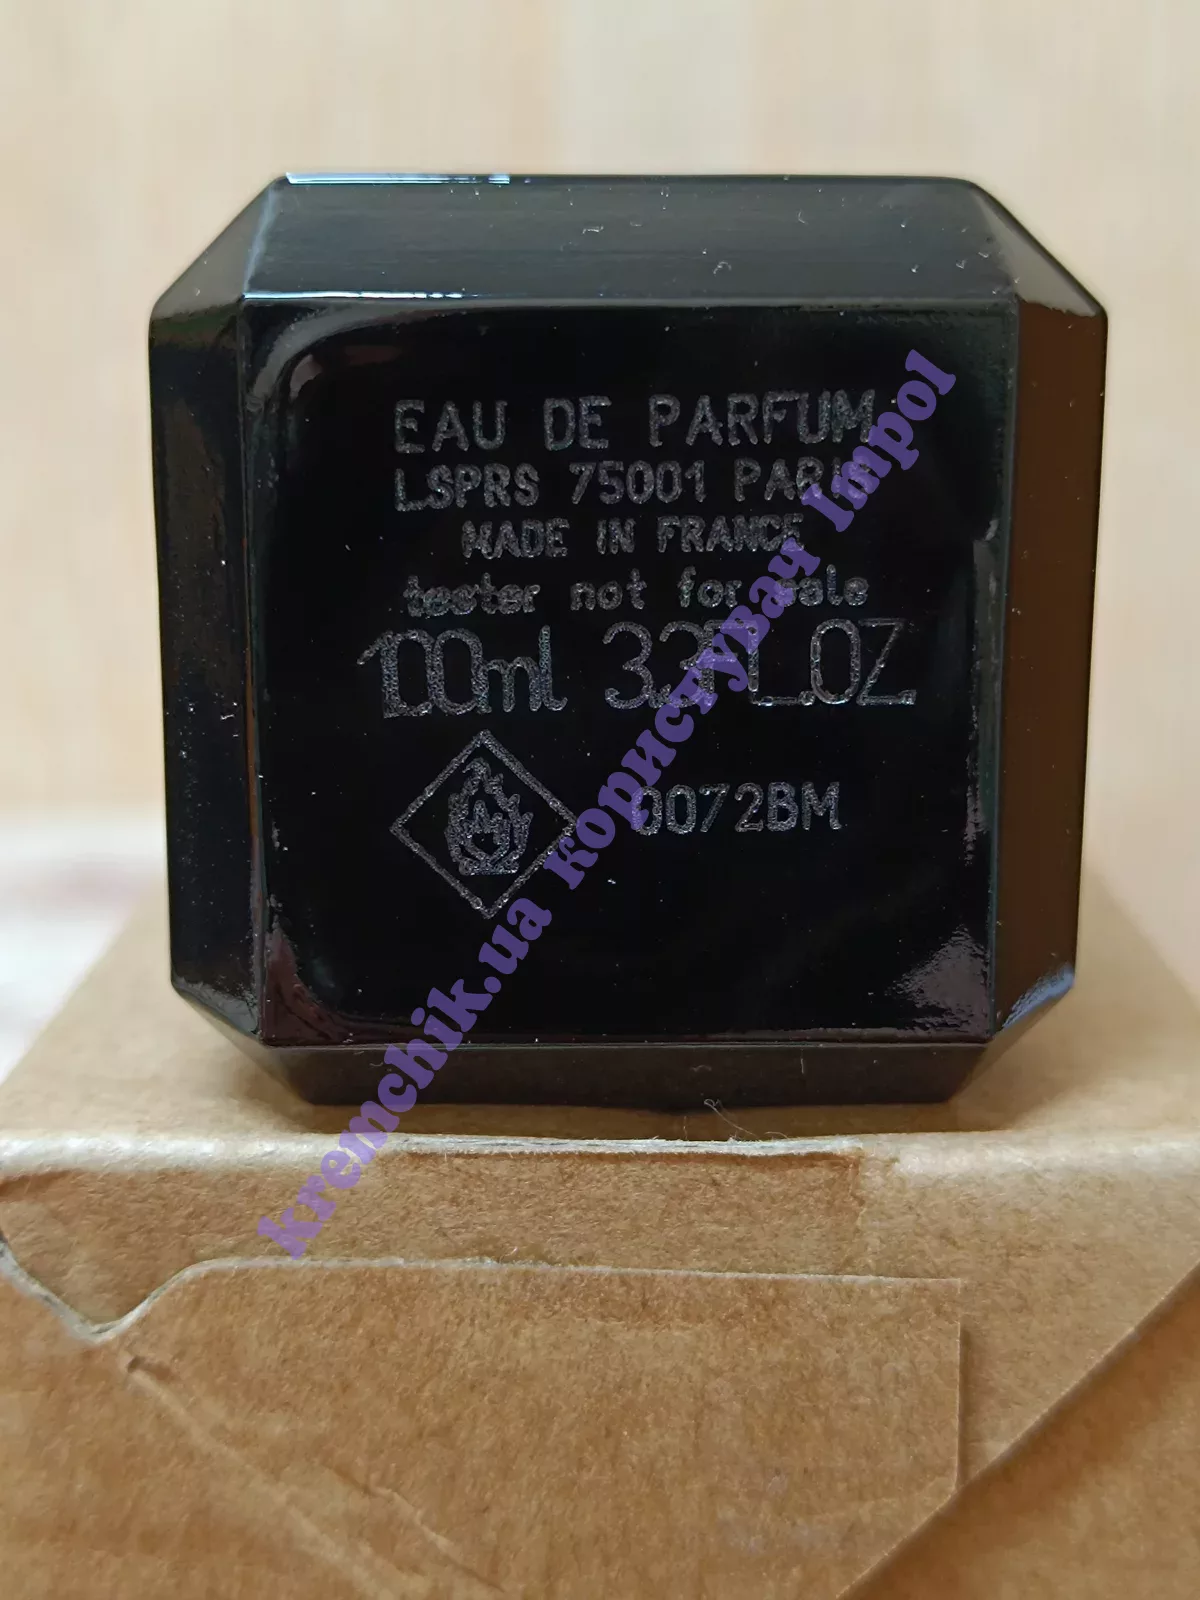 EAU DE PARFUM
LSPRS 75001 PARIS
MADE IN FRANCE
tester not for sale
100ml 3.3FL.OZ
0072BM
kremchik.ua користувач Impol